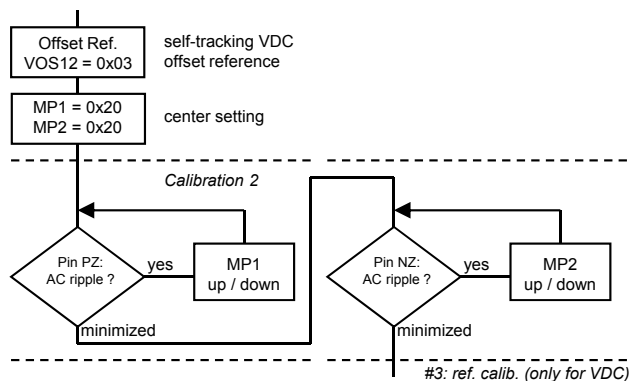 Offset Ref.
VOS12 = 0x03
self-tracking VDC
offset reference
MP1 = 0x20
MP2 = 0x20
center setting
Calibration 2
Pin PZ:
AC ripple ?
yes
MP1
up / down
minimized
Pin NZ:
AC ripple ?
yes
MP2
up / down
minimized
#3: ref. calib. (only for VDC)